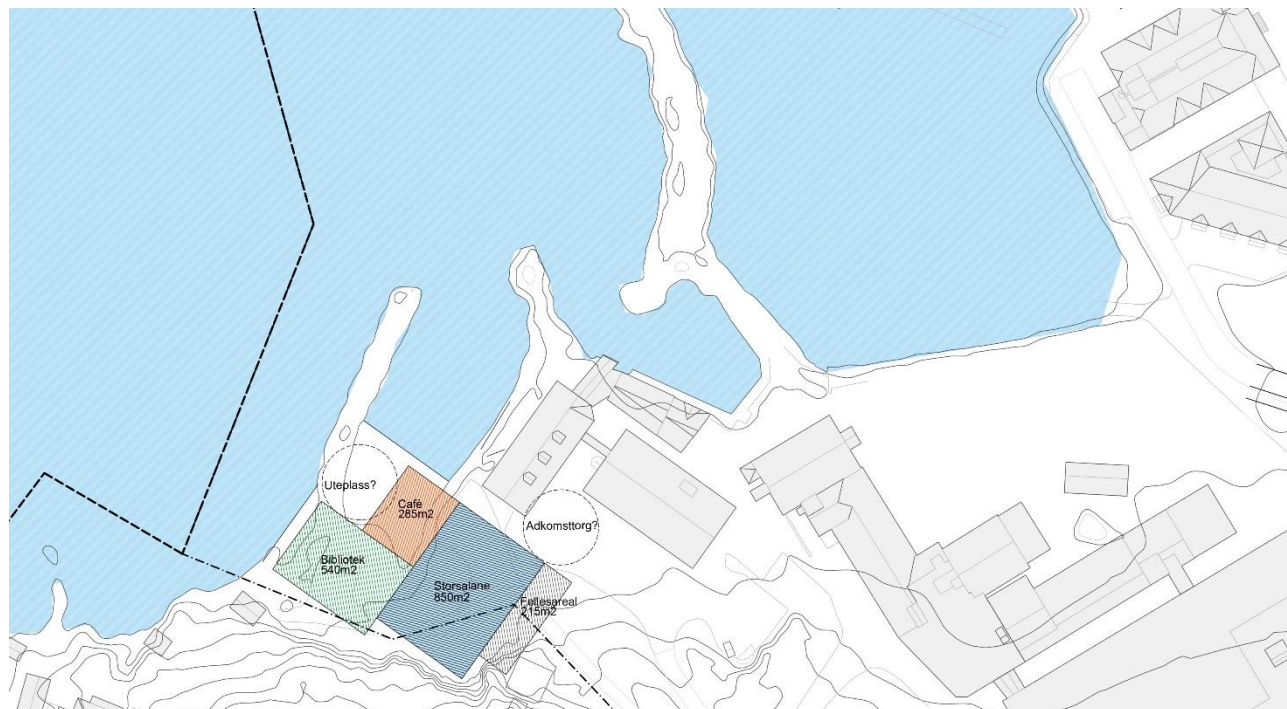 Uteplass?
Café
285m2
Adkomsttorg?
Bibliotek
540m2
Storsalane
850m2
Fellesareal
215m2